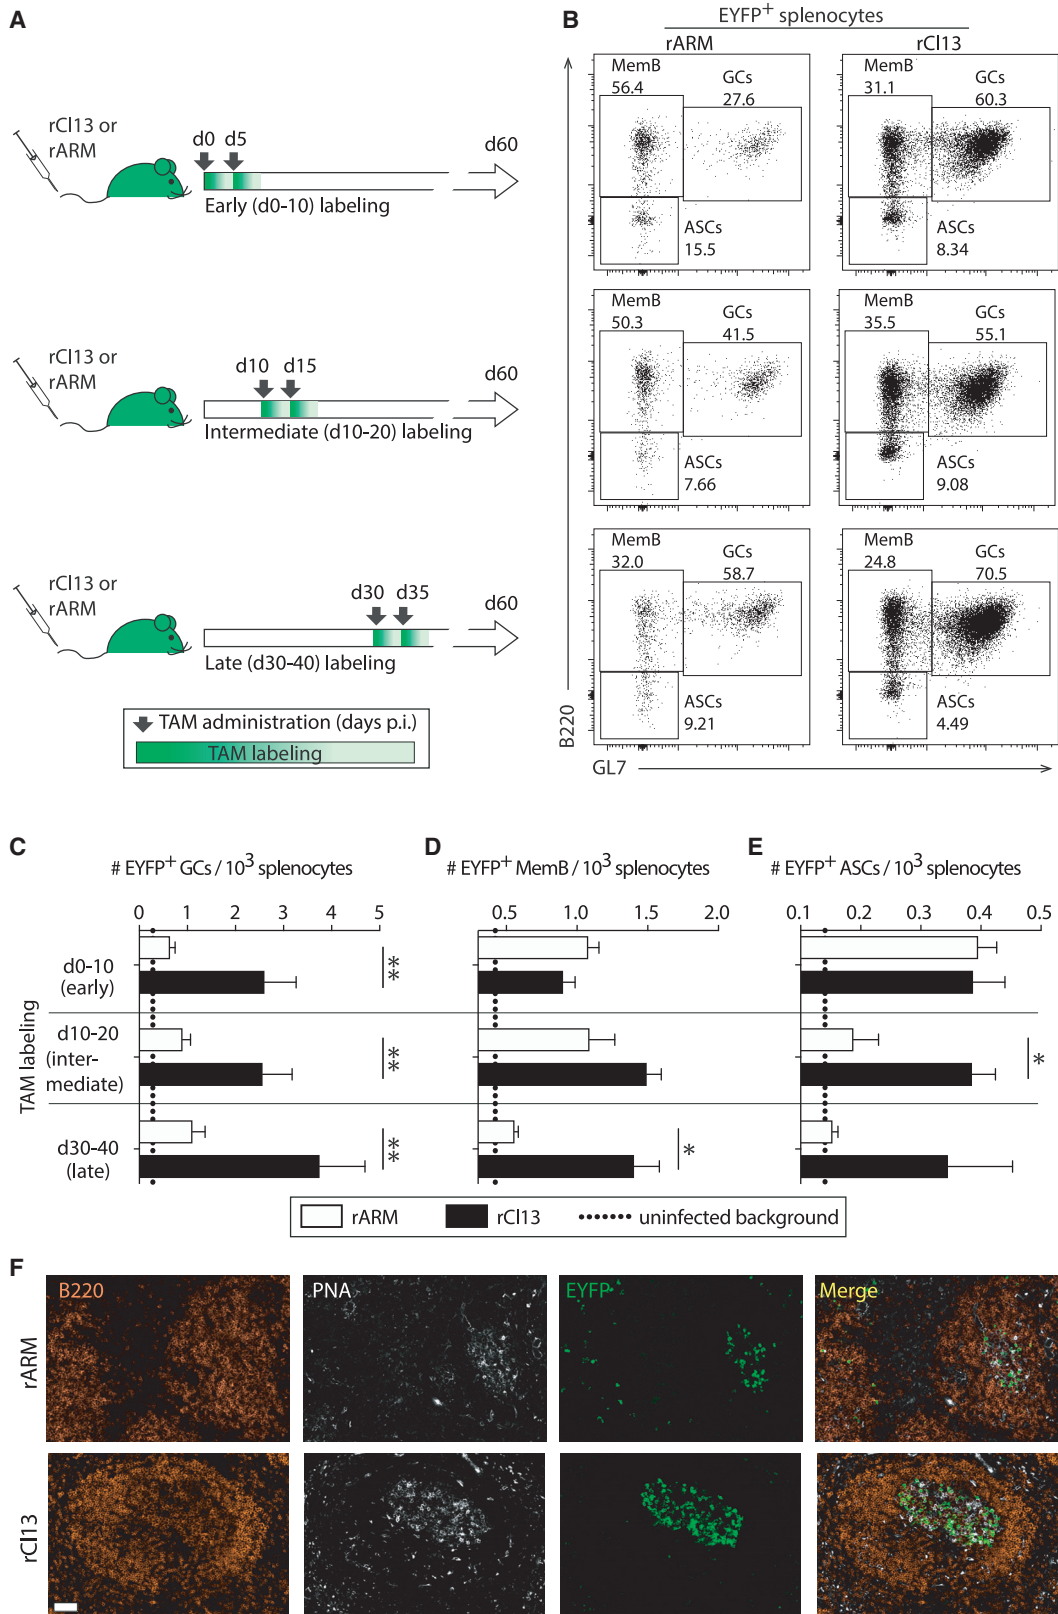 A
rCl13 or
rARM
d0 d5
d60
Early (d0-10) labeling
rCl13 or
rARM
d10 d15
d60
Intermediate (d10-20) labeling
rCl13 or
rARM
d30 d35
d60
Late (d30-40) labeling
TAM administration (days p.i.)
TAM labeling
B
EYFP+ splenocytes
rARM rCl13
MemB
56.4
GCs
27.6
ASCs
15.5
MemB
31.1
GCs
60.3
ASCs
8.34
MemB
50.3
GCs
41.5
ASCs
7.66
MemB
35.5
GCs
55.1
ASCs
9.08
MemB
32.0
GCs
58.7
ASCs
9.21
MemB
24.8
GCs
70.5
ASCs
4.49
B220
GL7
C
# EYFP+ GCs / 10³ splenocytes
0 1 2 3 4 5
TAM labeling
d0-10
(early)
**
d10-20
(inter-
mediate)
**
d30-40
(late)
**
D
# EYFP+ MemB / 10³ splenocytes
0.5 1.0 1.5 2.0
*
E
# EYFP+ ASCs / 10³ splenocytes
0.1 0.2 0.3 0.4 0.5
*
rARM rCl13 uninfected background
F
B220 PNA EYFP Merge
rARM
rCl13